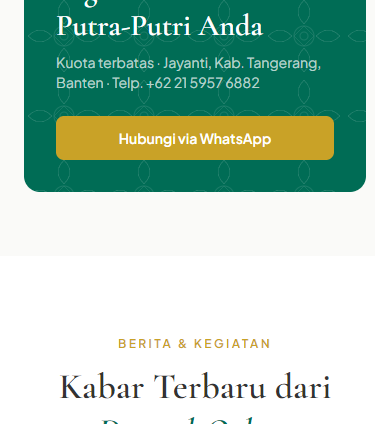 Putra-Putri Anda
Kuota terbatas · Jayanti, Kab. Tangerang,
Banten · Telp. +62 21 5957 6882
Hubungi via WhatsApp
BERITA & KEGIATAN
Kabar Terbaru dari